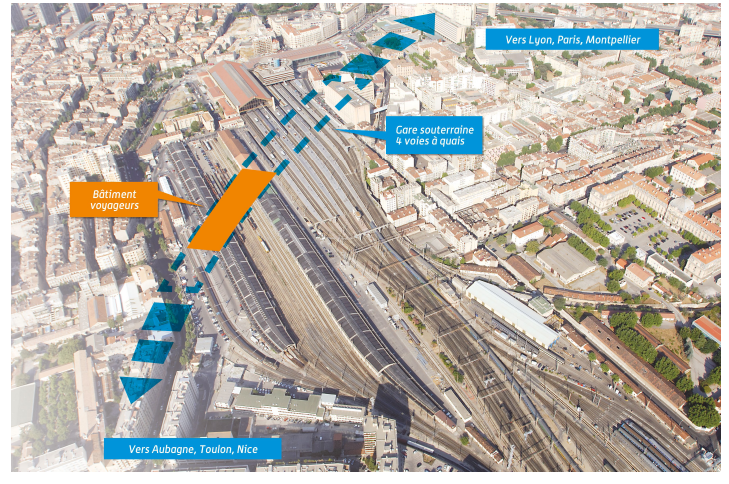 Vers Lyon, Paris, Montpellier
Gare souterraine
4 voies à quais
Bâtiment
voyageurs
Vers Aubagne, Toulon, Nice